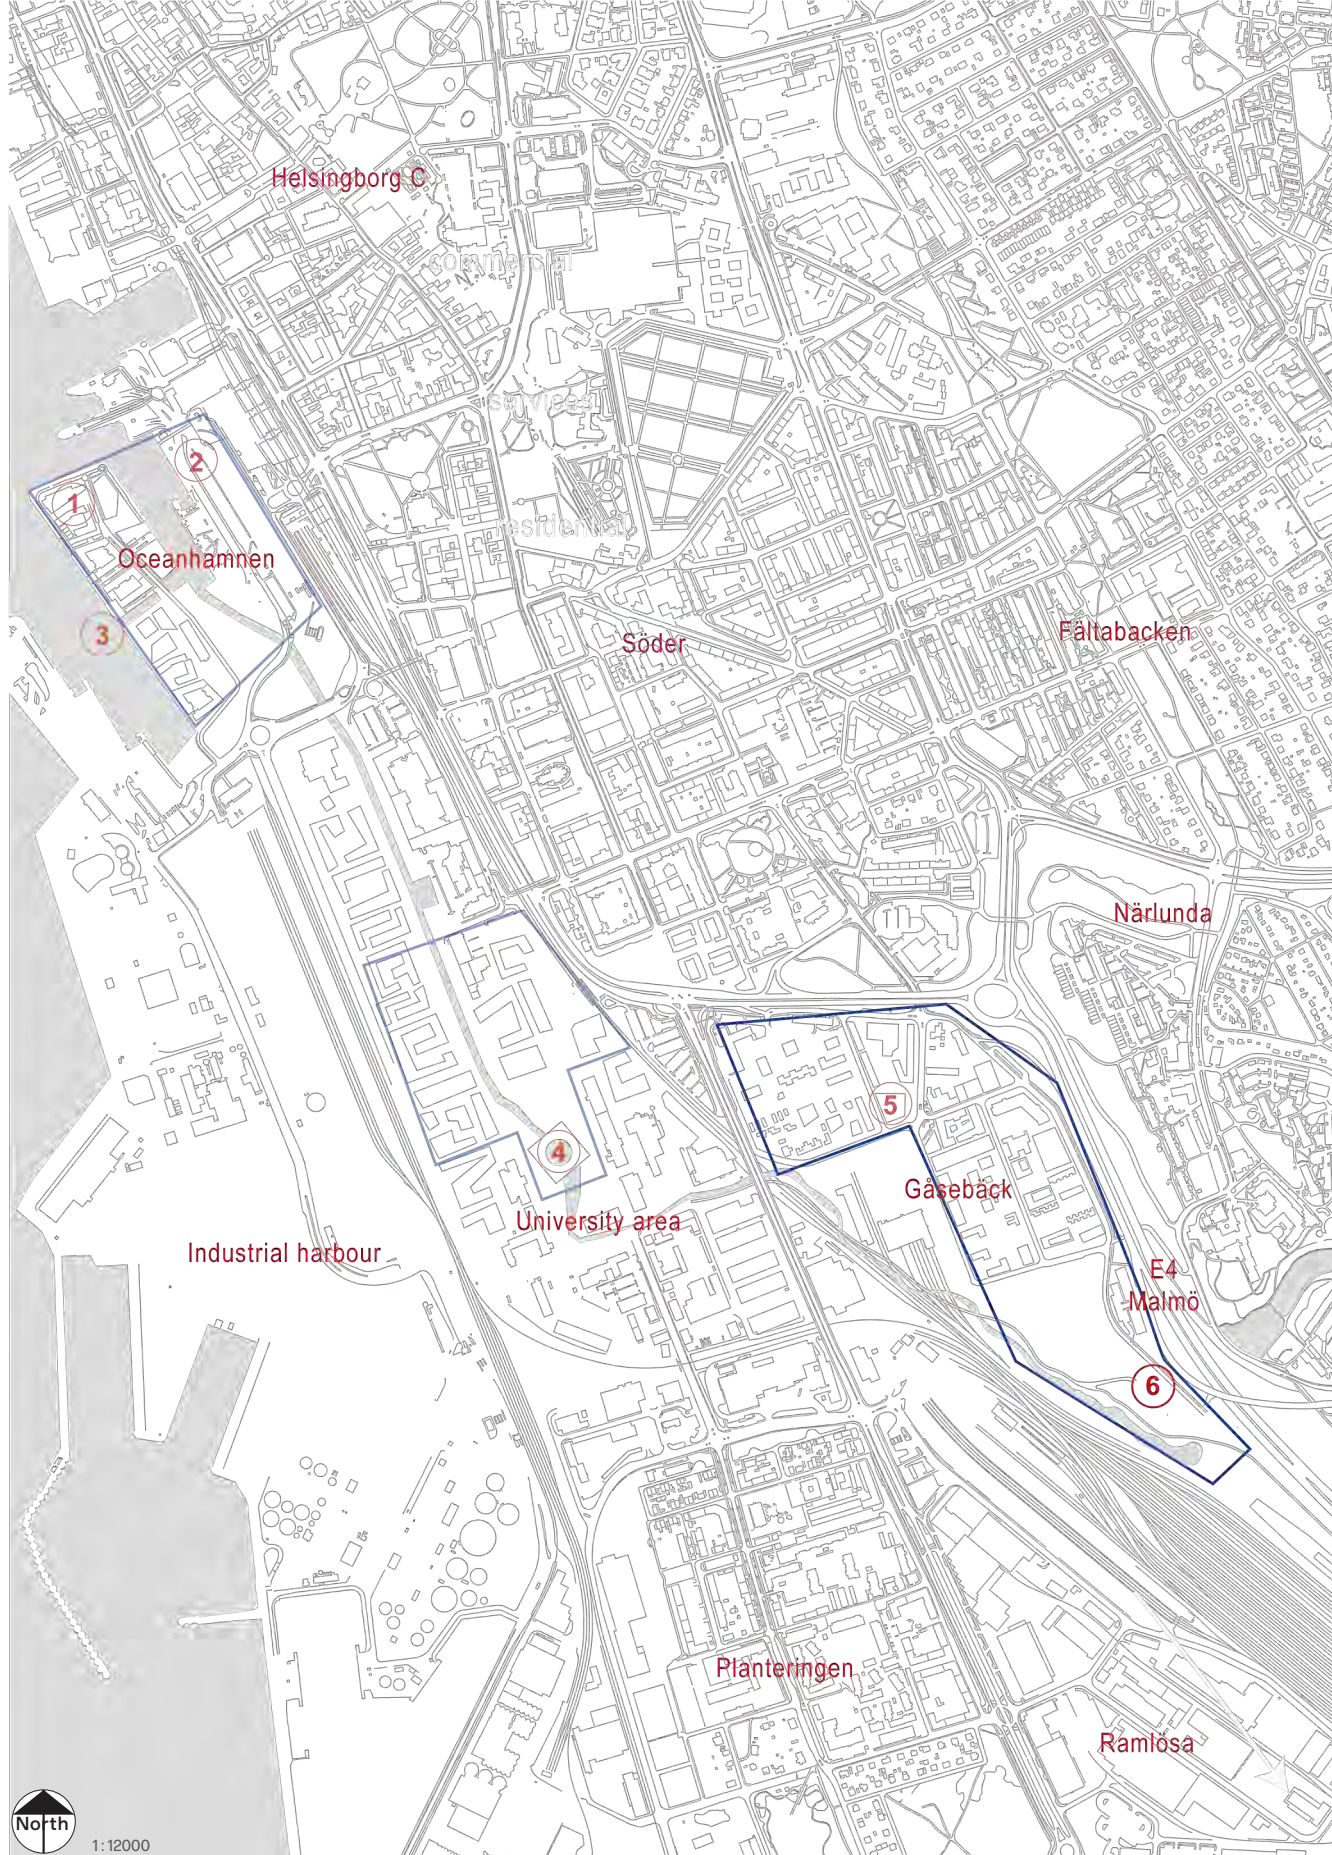 Helsingborg C
commercial
services
2
1
residential
Oceanhamnen
3
Söder
Fältabacken
Närlunda
5
4
Gåsebäck
University area
Industrial harbour
E4
Malmö
6
Planteringen
Ramlösa
North
1:12000